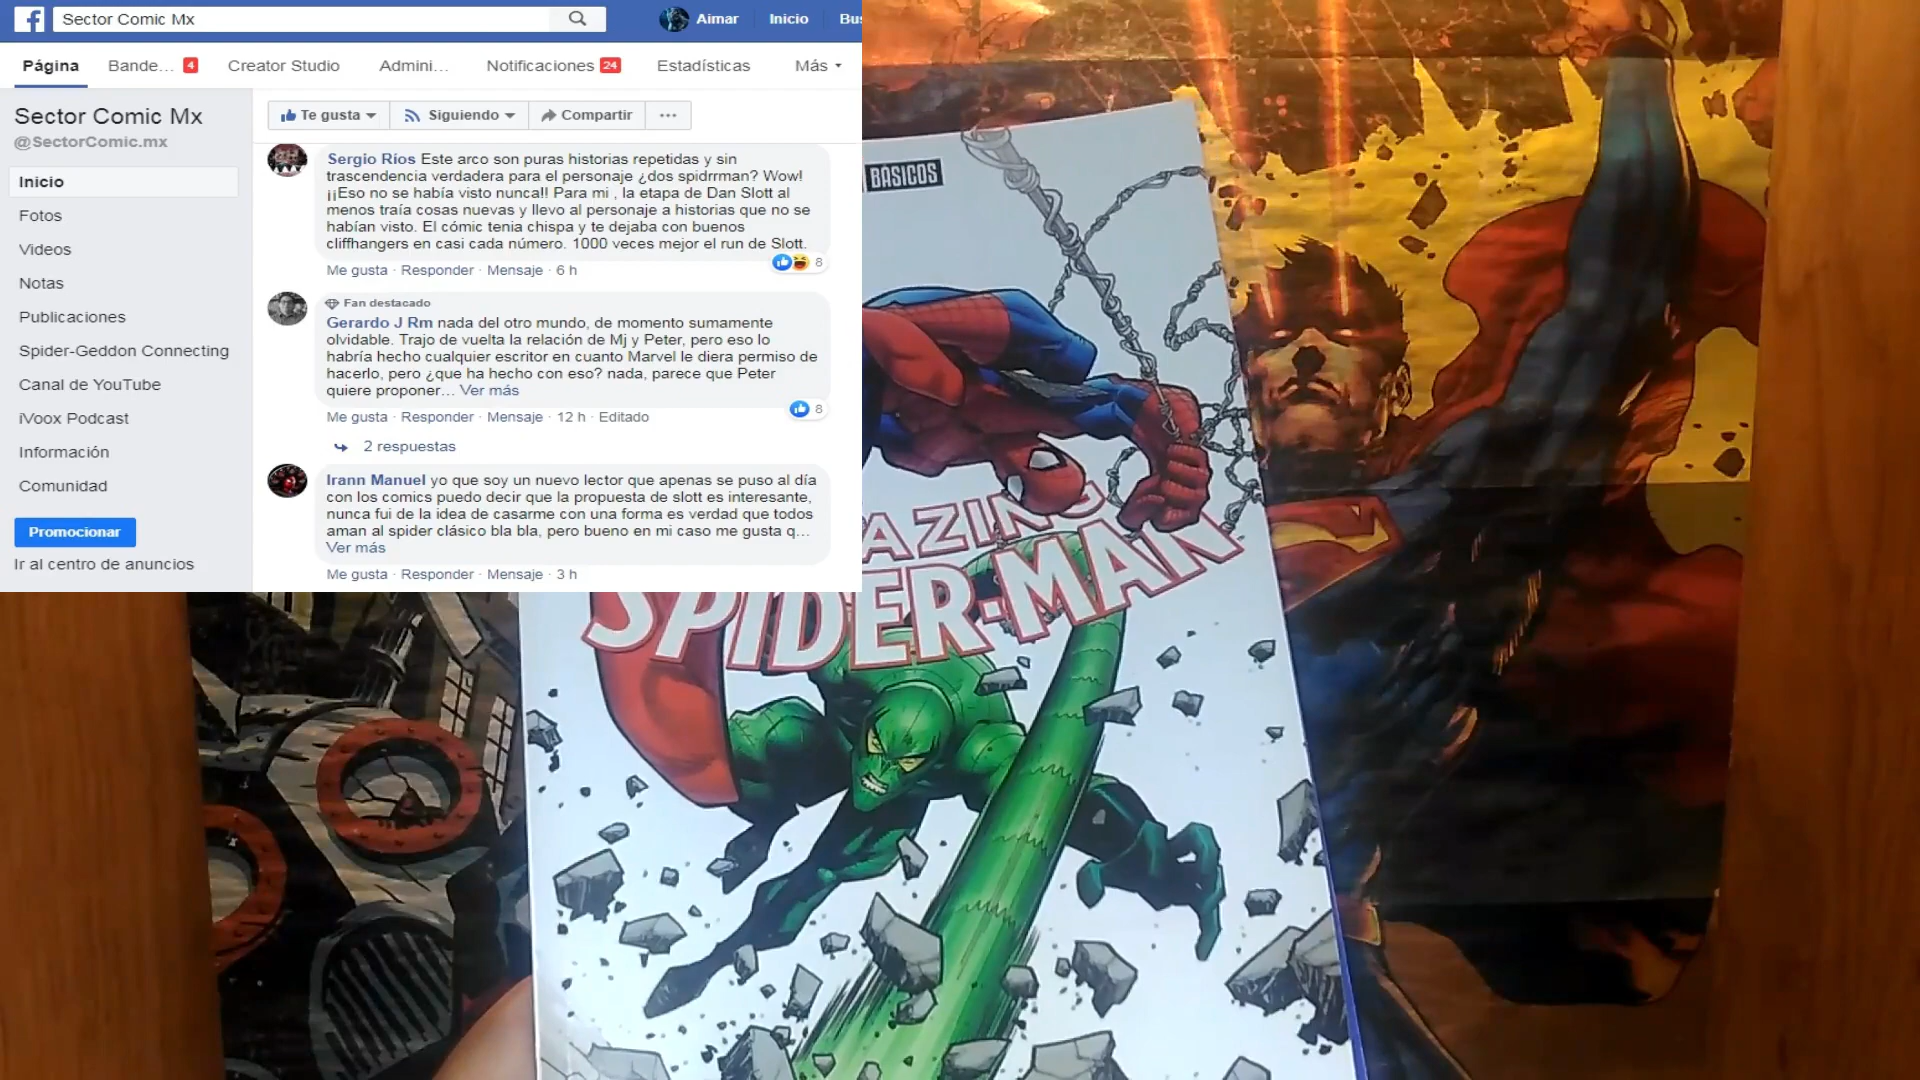 Sector Comic Mx
Aimar Inicio Bus
Página Bande... 4 Creator Studio Admini... Notificaciones 24 Estadísticas Más
Sector Comic Mx
@SectorComic.mx
Inicio
Fotos
Videos
Notas
Publicaciones
Spider-Geddon Connecting
Canal de YouTube
iVoox Podcast
Información
Comunidad
Promocionar
Ir al centro de anuncios
Te gusta Siguiendo Compartir ...
Sergio Ríos Este arco son puras historias repetidas y sin
trascendencia verdadera para el personaje ¿dos spidrrman? Wow!
¡¡Eso no se había visto nunca!! Para mi , la etapa de Dan Slott al
menos traía cosas nuevas y llevo al personaje a historias que no se
habían visto. El cómic tenia chispa y te dejaba con buenos
cliffhangers en casi cada número. 1000 veces mejor el run de Slott.
8
Me gusta · Responder · Mensaje · 6 h
Fan destacado
Gerardo J Rm nada del otro mundo, de momento sumamente
olvidable. Trajo de vuelta la relación de Mj y Peter, pero eso lo
habría hecho cualquier escritor en cuanto Marvel le diera permiso de
hacerlo, pero ¿que ha hecho con eso? nada, parece que Peter
quiere proponer... Ver más
8
Me gusta · Responder · Mensaje · 12 h · Editado
2 respuestas
Irann Manuel yo que soy un nuevo lector que apenas se puso al día
con los comics puedo decir que la propuesta de slott es interesante,
nunca fui de la idea de casarme con una forma es verdad que todos
aman al spider clásico bla bla, pero bueno en mi caso me gusta q...
Ver más
Me gusta · Responder · Mensaje · 3 h
BÁSICOS
AZING
SPIDER-MAN